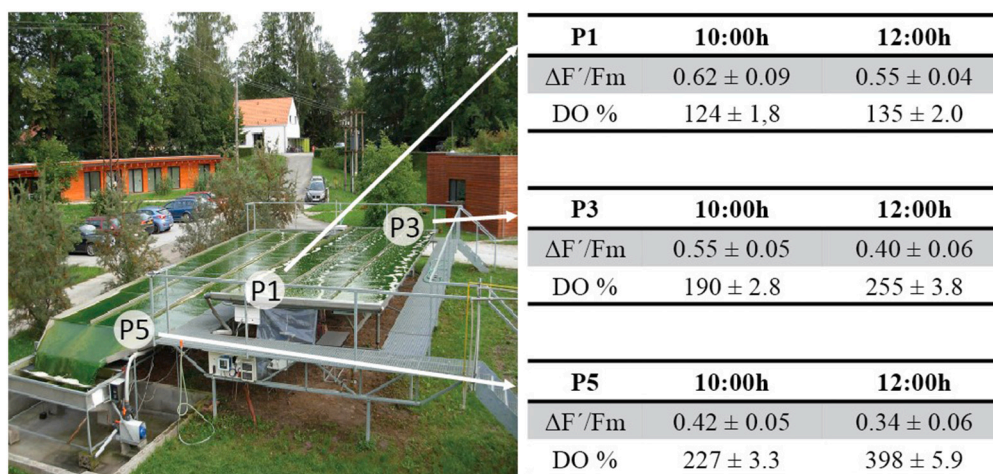 P1 10:00h 12:00h
ΔF´/Fm 0.62 ± 0.09 0.55 ± 0.04
DO % 124 ± 1,8 135 ± 2.0
P3 10:00h 12:00h
ΔF´/Fm 0.55 ± 0.05 0.40 ± 0.06
DO % 190 ± 2.8 255 ± 3.8
P5 10:00h 12:00h
ΔF´/Fm 0.42 ± 0.05 0.34 ± 0.06
DO % 227 ± 3.3 398 ± 5.9
P3
P1
P5